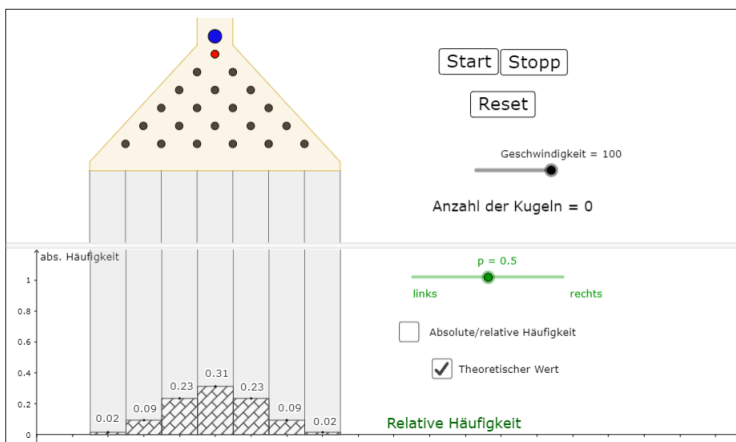 Start
Stopp
Reset
Geschwindigkeit = 100
Anzahl der Kugeln = 0
abs. Häufigkeit
1
0.8
0.6
0.4
0.2
0
0.02
0.09
0.23
0.31
0.23
0.09
0.02
p = 0.5
links
rechts
Absolute/relative Häufigkeit
Theoretischer Wert
Relative Häufigkeit